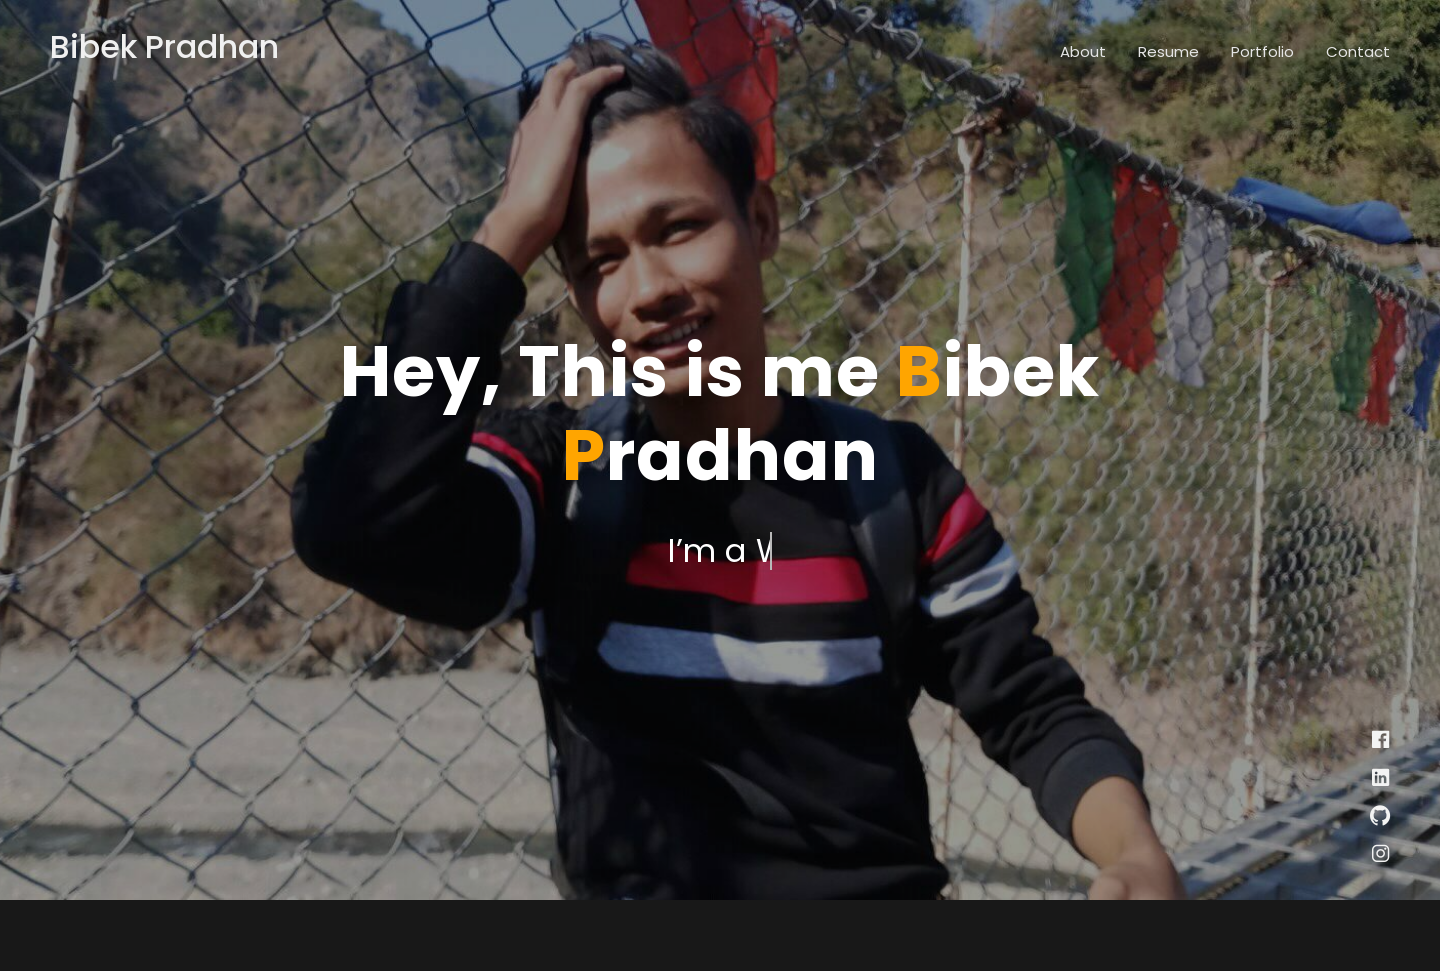 Bibek Pradhan
About Resume Portfolio Contact
Hey, This is me Bibek
Pradhan
I’m a W